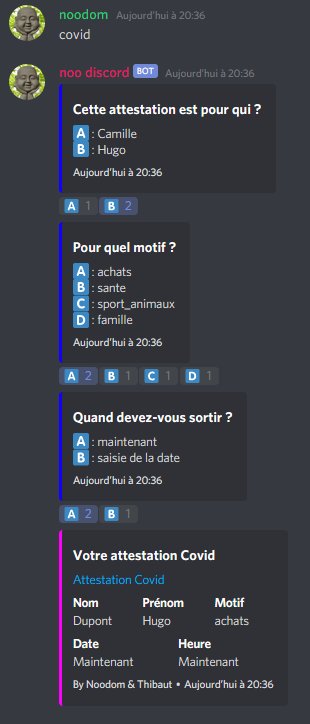 noodom Aujourd'hui à 20:36
covid
noo discord BOT Aujourd'hui à 20:36
Cette attestation est pour qui ?
A : Camille
B : Hugo
Aujourd'hui à 20:36
A 1 B 2
Pour quel motif ?
A : achats
B : sante
C : sport_animaux
D : famille
Aujourd'hui à 20:36
A 2 B 1 C 1 D 1
Quand devez-vous sortir ?
A : maintenant
B : saisie de la date
Aujourd'hui à 20:36
A 2 B 1
Votre attestation Covid
Attestation Covid
Nom Prénom Motif
Dupont Hugo achats
Date Heure
Maintenant Maintenant
By Noodom & Thibaut • Aujourd'hui à 20:36